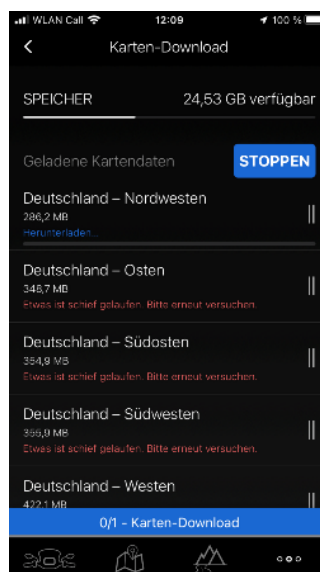 WLAN Call 12:09 100 %
Karten-Download
SPEICHER 24,53 GB verfügbar
Geladene Kartendaten STOPPEN
Deutschland – Nordwesten
286,2 MB
Herunterladen...
Deutschland – Osten
348,7 MB
Etwas ist schief gelaufen. Bitte erneut versuchen.
Deutschland – Südosten
354,9 MB
Etwas ist schief gelaufen. Bitte erneut versuchen.
Deutschland – Südwesten
355,9 MB
Etwas ist schief gelaufen. Bitte erneut versuchen.
Deutschland – Westen
422,1 MB
0/1 - Karten-Download